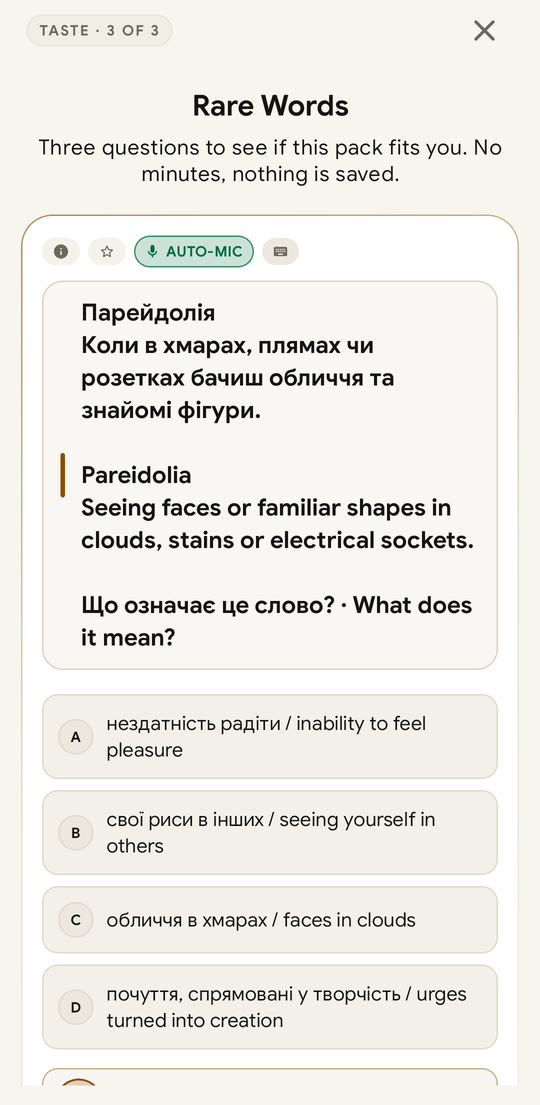 TASTE · 3 OF 3
Rare Words
Three questions to see if this pack fits you. No
minutes, nothing is saved.
AUTO-MIC
Парейдолія
Коли в хмарах, плямах чи
розетках бачиш обличчя та
знайомі фігури.
Pareidolia
Seeing faces or familiar shapes in
clouds, stains or electrical sockets.
Що означає це слово? · What does
it mean?
A
нездатність радіти / inability to feel
pleasure
B
свої риси в інших / seeing yourself in
others
C
обличчя в хмарах / faces in clouds
D
почуття, спрямовані у творчість / urges
turned into creation